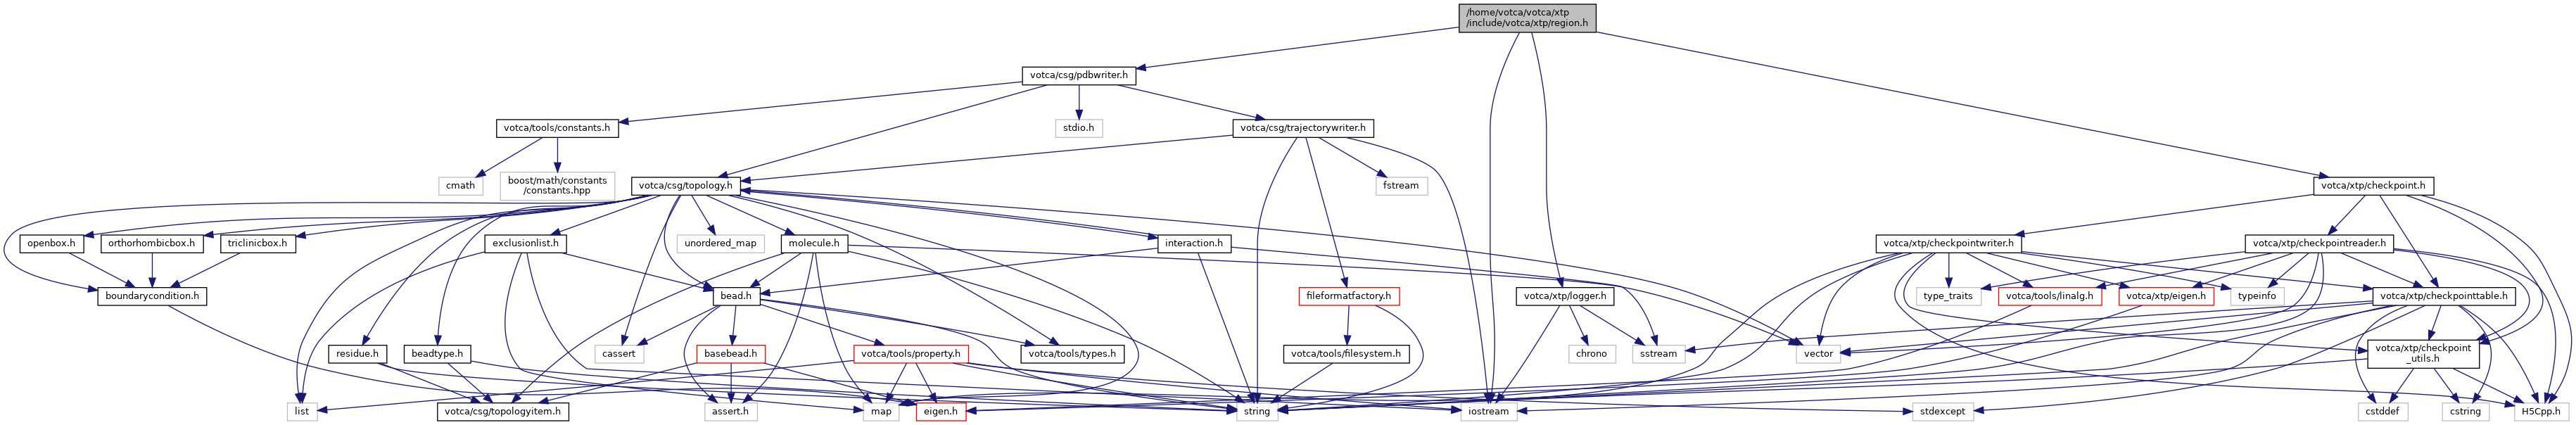 /home/votca/votca/xtp
/include/votca/xtp/region.h
votca/csg/pdbwriter.h
votca/tools/constants.h
stdio.h
votca/csg/trajectorywriter.h
cmath
boost/math/constants
/constants.hpp
votca/csg/topology.h
fstream
votca/xtp/checkpoint.h
openbox.h
orthorhombicbox.h
triclinicbox.h
exclusionlist.h
unordered_map
molecule.h
interaction.h
votca/xtp/checkpointwriter.h
votca/xtp/checkpointreader.h
boundarycondition.h
bead.h
fileformatfactory.h
votca/xtp/logger.h
type_traits
votca/tools/linalg.h
votca/xtp/eigen.h
typeinfo
votca/xtp/checkpointtable.h
residue.h
beadtype.h
cassert
basebead.h
votca/tools/property.h
votca/tools/types.h
votca/tools/filesystem.h
chrono
sstream
vector
votca/xtp/checkpoint
_utils.h
list
votca/csg/topologyitem.h
assert.h
map
eigen.h
string
iostream
stdexcept
cstddef
cstring
H5Cpp.h